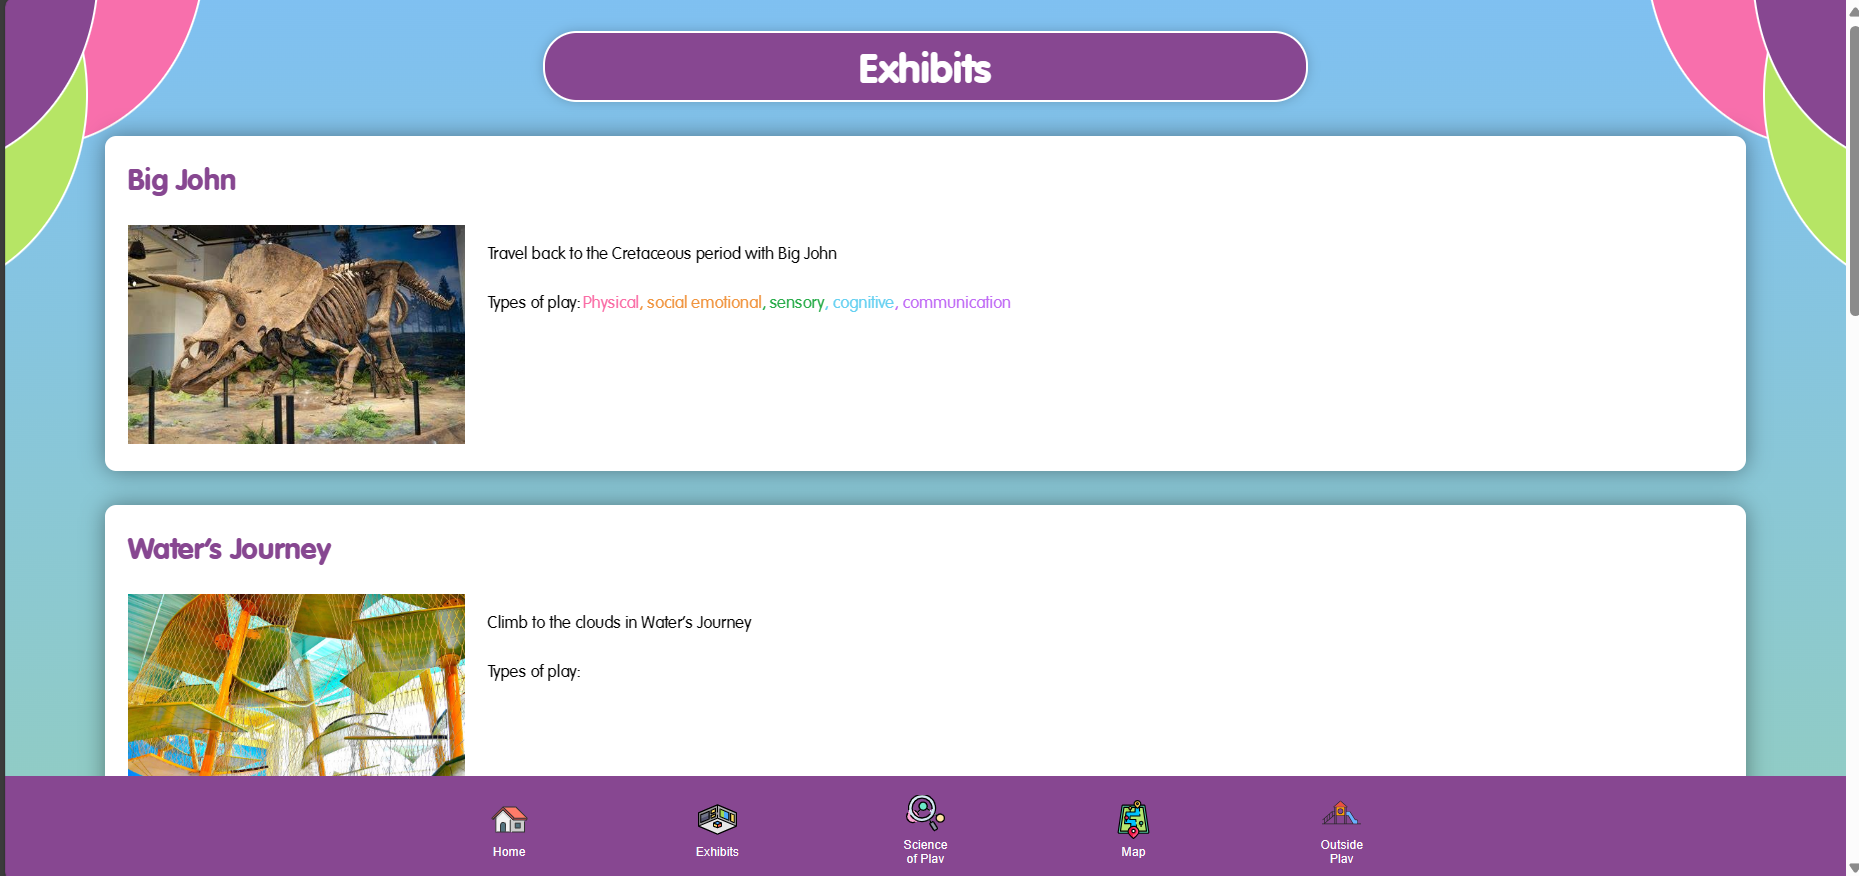 Exhibits
Big John
Travel back to the Cretaceous period with Big John
Types of play: Physical, social emotional, sensory, cognitive, communication
Water's Journey
Climb to the clouds in Water's Journey
Types of play:
Home
Exhibits
Science
of Play
Map
Outside
Play